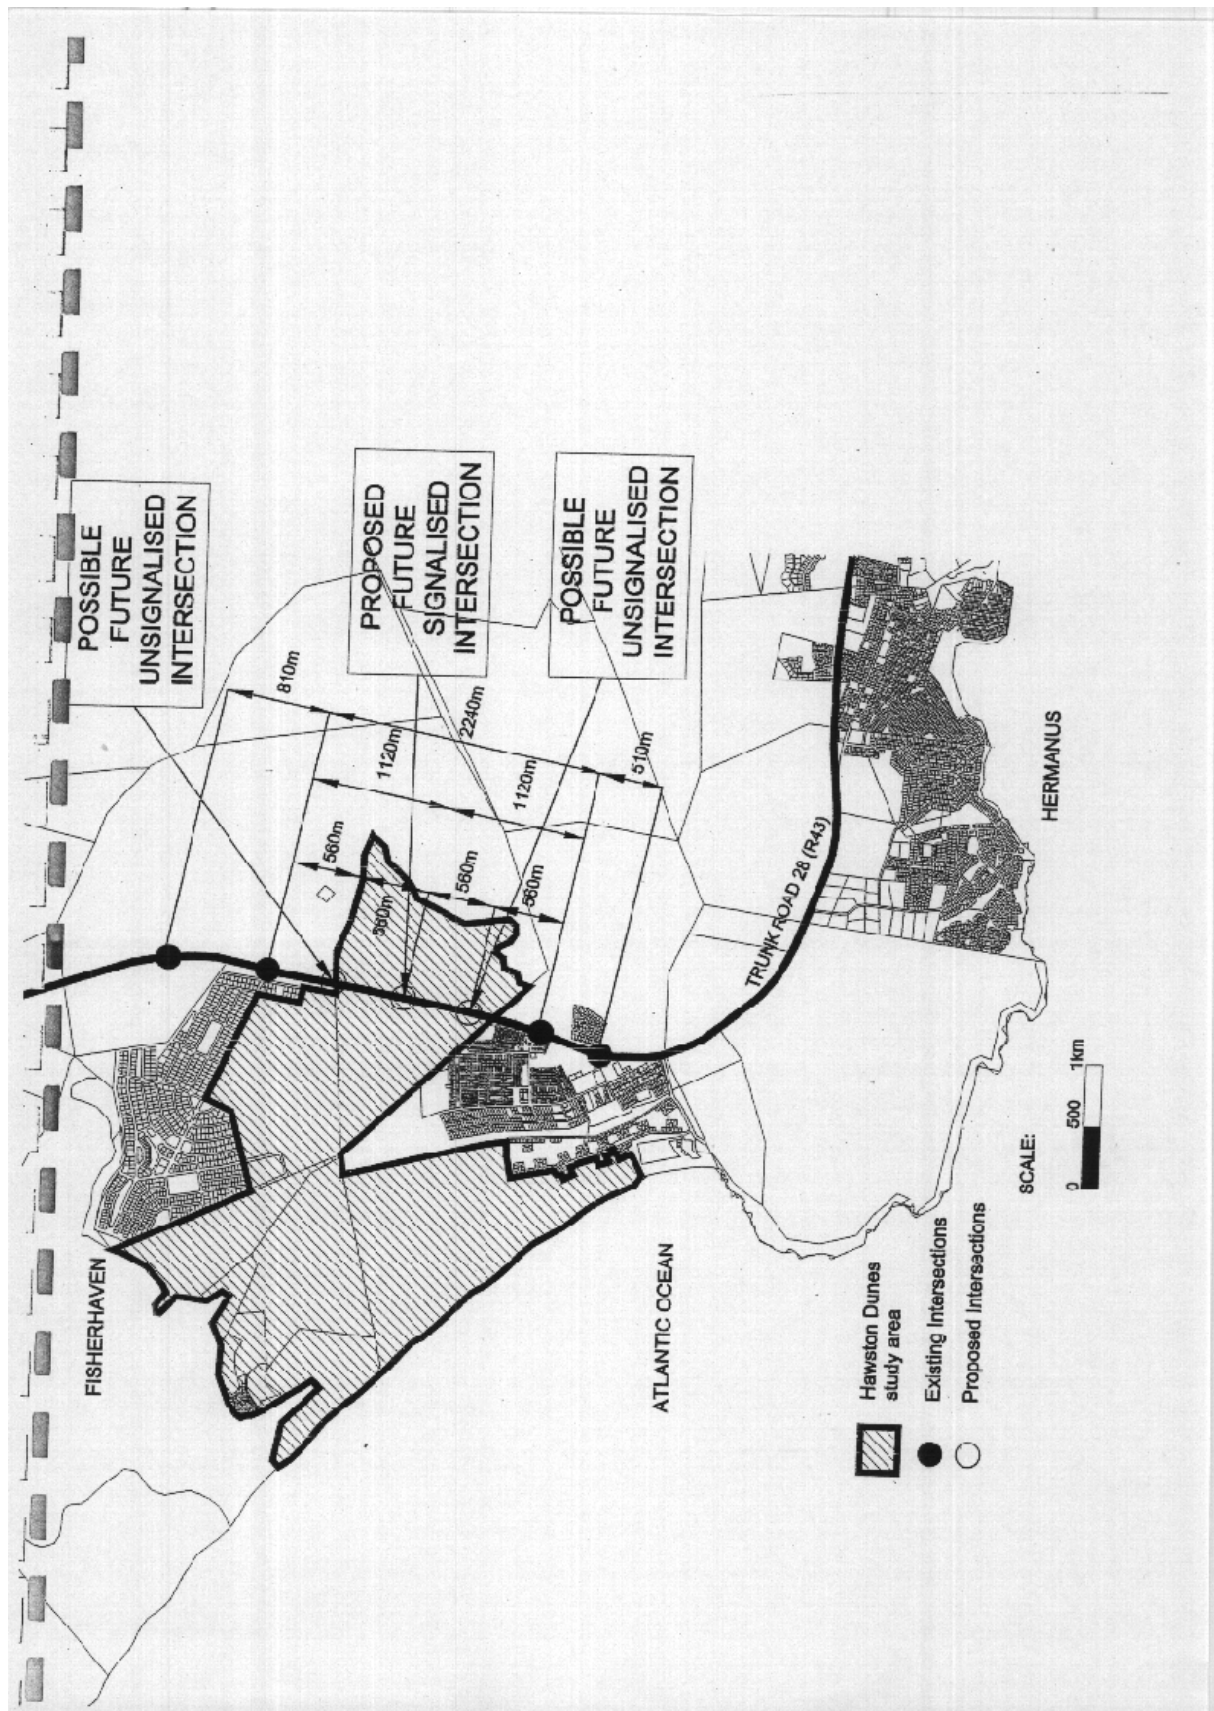 POSSIBLE
FUTURE
UNSIGNALISED
INTERSECTION
PROPOSED
FUTURE
SIGNALISED
INTERSECTION
POSSIBLE
FUTURE
UNSIGNALISED
INTERSECTION
810m
2240m
510m
1120m
1120m
560m
560m
560m
560m
TRUNK ROAD 28 (R43)
HERMANUS
FISHERHAVEN
ATLANTIC OCEAN
SCALE:
0 500 1km
Hawston Dunes
study area
Existing Intersections
Proposed Intersections